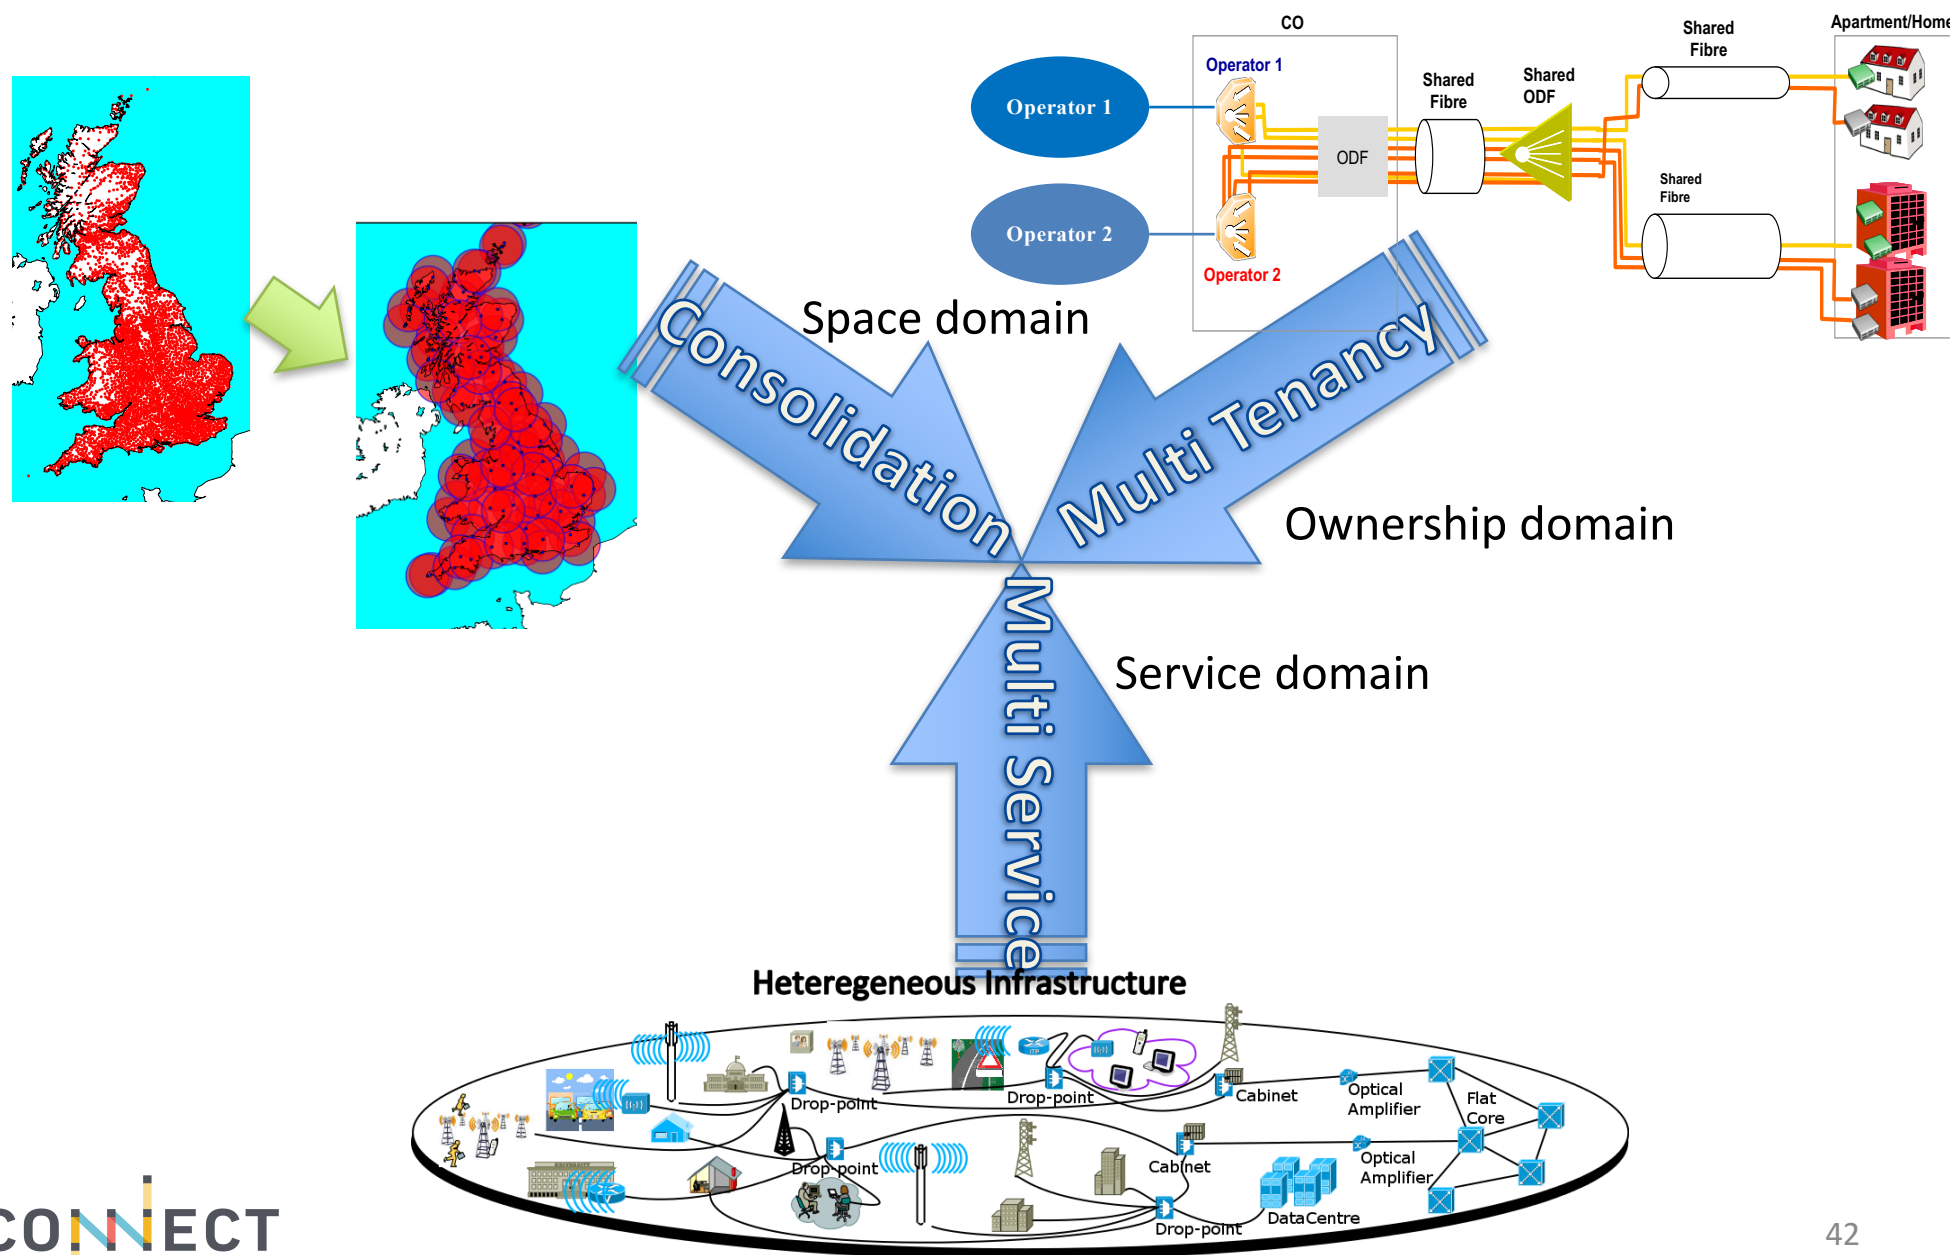 CO
Shared
Fibre
Apartment/Home
Operator 1
Shared
Fibre
Shared
ODF
Operator 1
ODF
Shared
Fibre
Operator 2
Operator 2
Space domain
Consolidation
Multi Tenancy
Ownership domain
Service domain
Multi Service
Heteregeneous Infrastructure
ITP
Drop-point
Drop-point
Cabinet
Optical
Amplifier
Flat
Core
Drop-point
Cabinet
Optical
Amplifier
UNIVERSITY
Drop-point
DataCentre
CONNECT
42